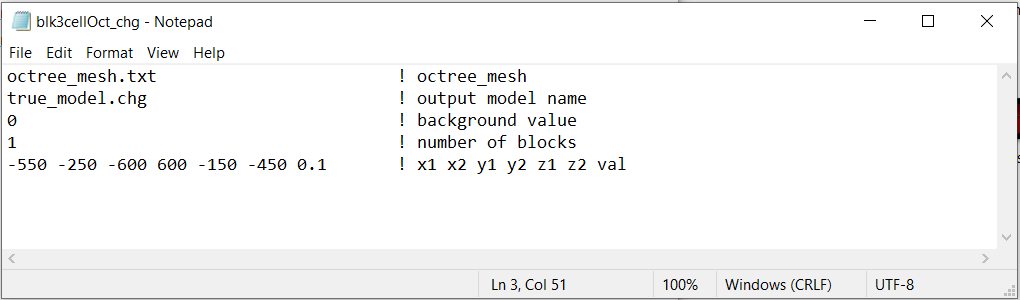 blk3cellOct_chg - Notepad
File Edit Format View Help
octree_mesh.txt ! octree_mesh
true_model.chg ! output model name
0 ! background value
1 ! number of blocks
-550 -250 -600 600 -150 -450 0.1 ! x1 x2 y1 y2 z1 z2 val
Ln 3, Col 51 100% Windows (CRLF) UTF-8